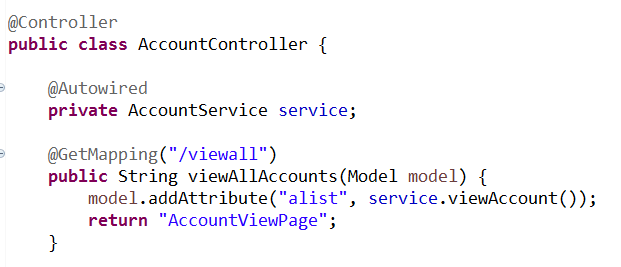 @Controller
public class AccountController {
@Autowired
private AccountService service;
@GetMapping("/viewall")
public String viewAllAccounts(Model model) {
model.addAttribute("alist", service.viewAccount());
return "AccountViewPage";
}